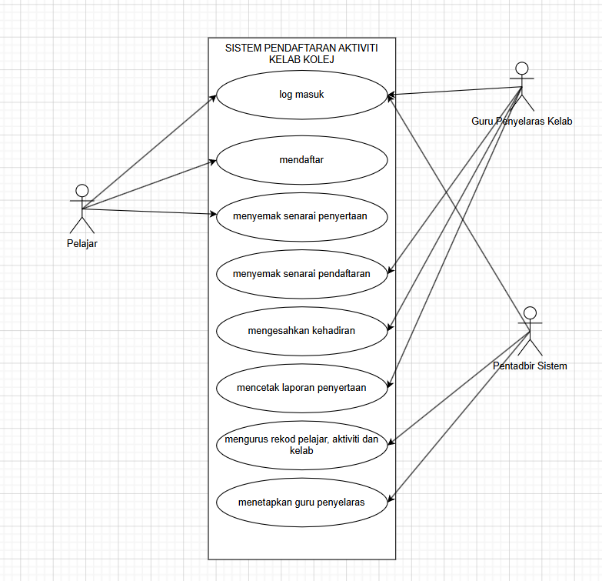 SISTEM PENDAFTARAN AKTIVITI
KELAB KOLEJ
log masuk
Guru Penyelaras Kelab
mendaftar
menyemak senarai penyertaan
Pelajar
menyemak senarai pendaftaran
mengesahkan kehadiran
Pentadbir Sistem
mencetak laporan penyertaan
mengurus rekod pelajar, aktiviti dan
kelab
menetapkan guru penyelaras